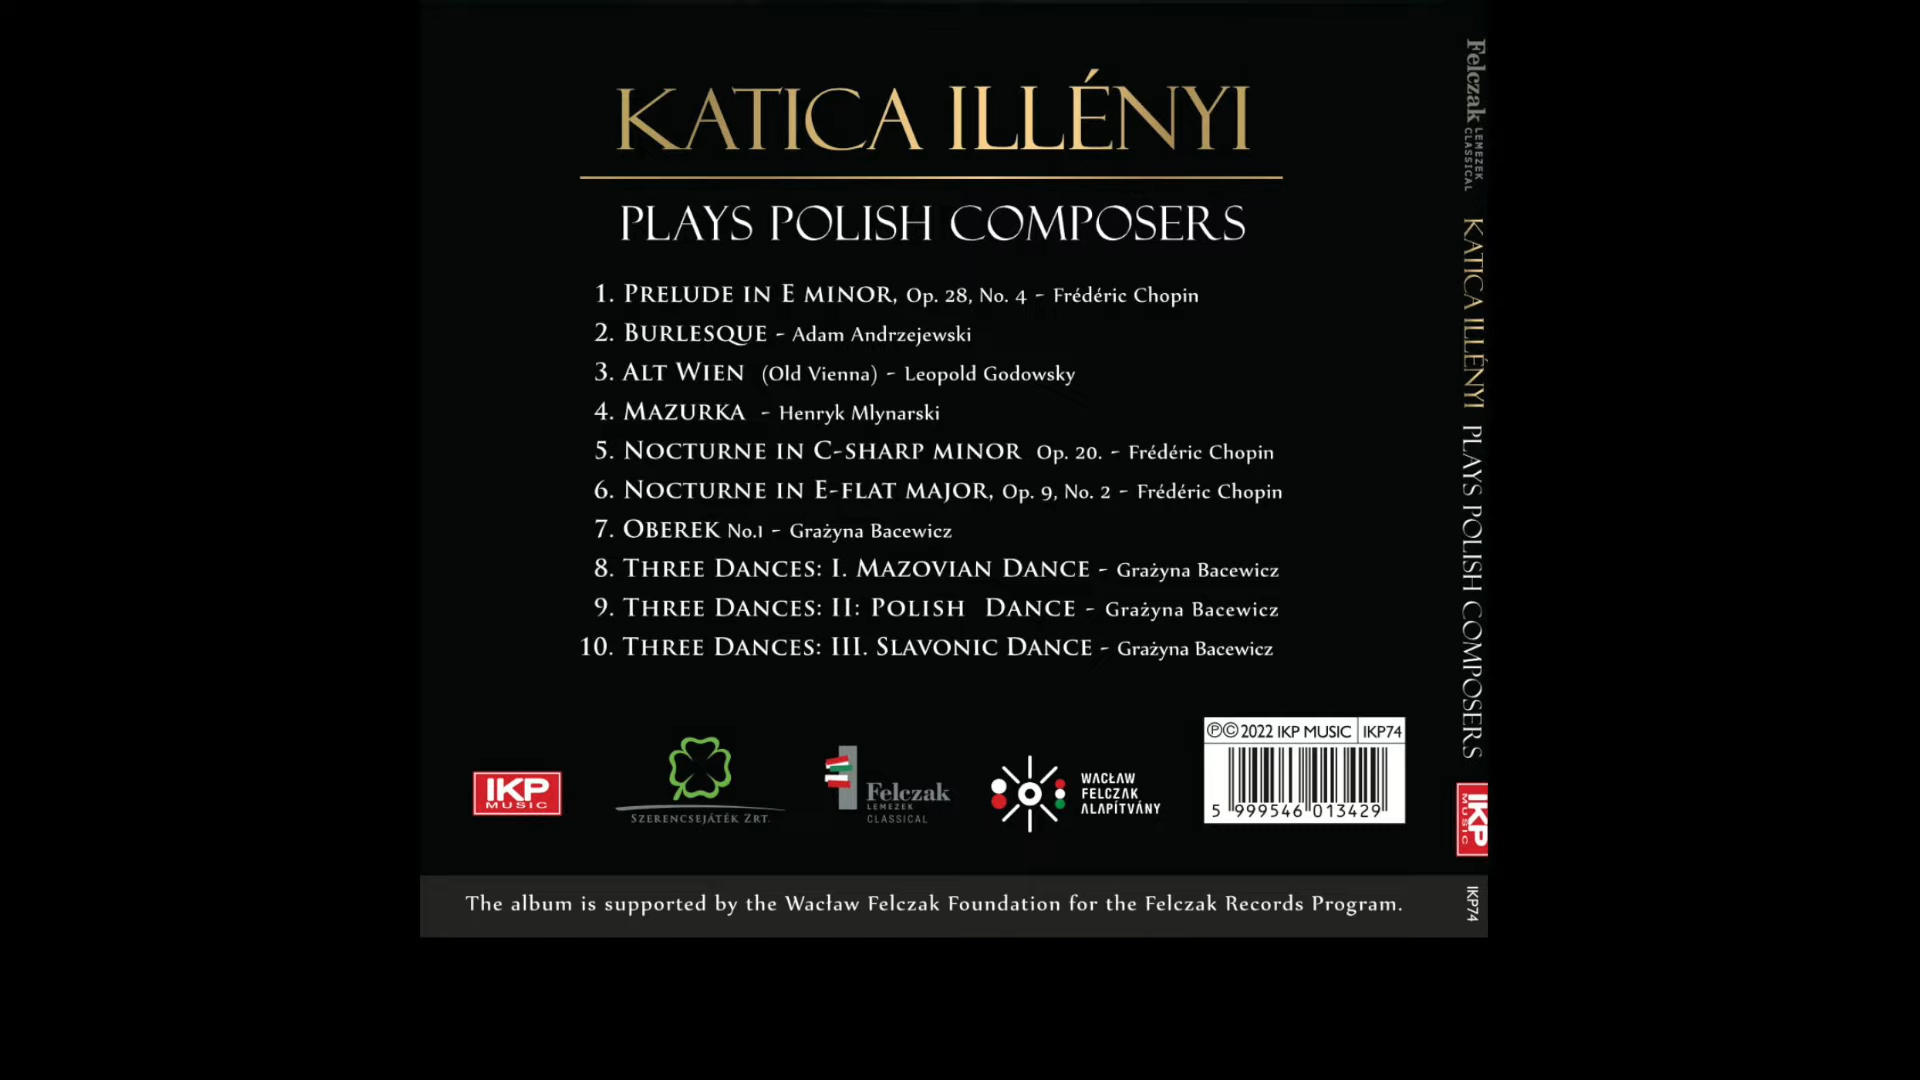 KATICA ILLÉNYI
PLAYS POLISH COMPOSERS
1. PRELUDE IN E MINOR, Op. 28, No. 4 - Frédéric Chopin
2. BURLESQUE - Adam Andrzejewski
3. ALT WIEN (Old Vienna) - Leopold Godowsky
4. MAZURKA - Henryk Mlynarski
5. NOCTURNE IN C-SHARP MINOR Op. 20. - Frédéric Chopin
6. NOCTURNE IN E-FLAT MAJOR, Op. 9, No. 2 - Frédéric Chopin
7. OBEREK No.1 - Grażyna Bacewicz
8. THREE DANCES: I. MAZOVIAN DANCE - Grażyna Bacewicz
9. THREE DANCES: II: POLISH DANCE - Grażyna Bacewicz
10. THREE DANCES: III. SLAVONIC DANCE - Grażyna Bacewicz
IKP
MUSIC
SZERENCSEJÁTÉK ZRT.
Felczak
LEMEZEK
CLASSICAL
WACŁAW
FELCZAK
ALAPÍTVÁNY
℗© 2022 IKP MUSIC IKP74
5 999546 013429
The album is supported by the Wacław Felczak Foundation for the Felczak Records Program.
Felczak
LEMEZEK
CLASSICAL
KATICA ILLÉNYI PLAYS POLISH COMPOSERS
IKP
MUSIC
IKP74